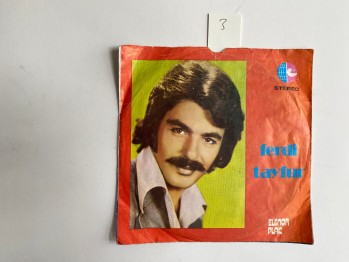 3
STEREO
ferdi
tayfur
ELENOR
PLAK